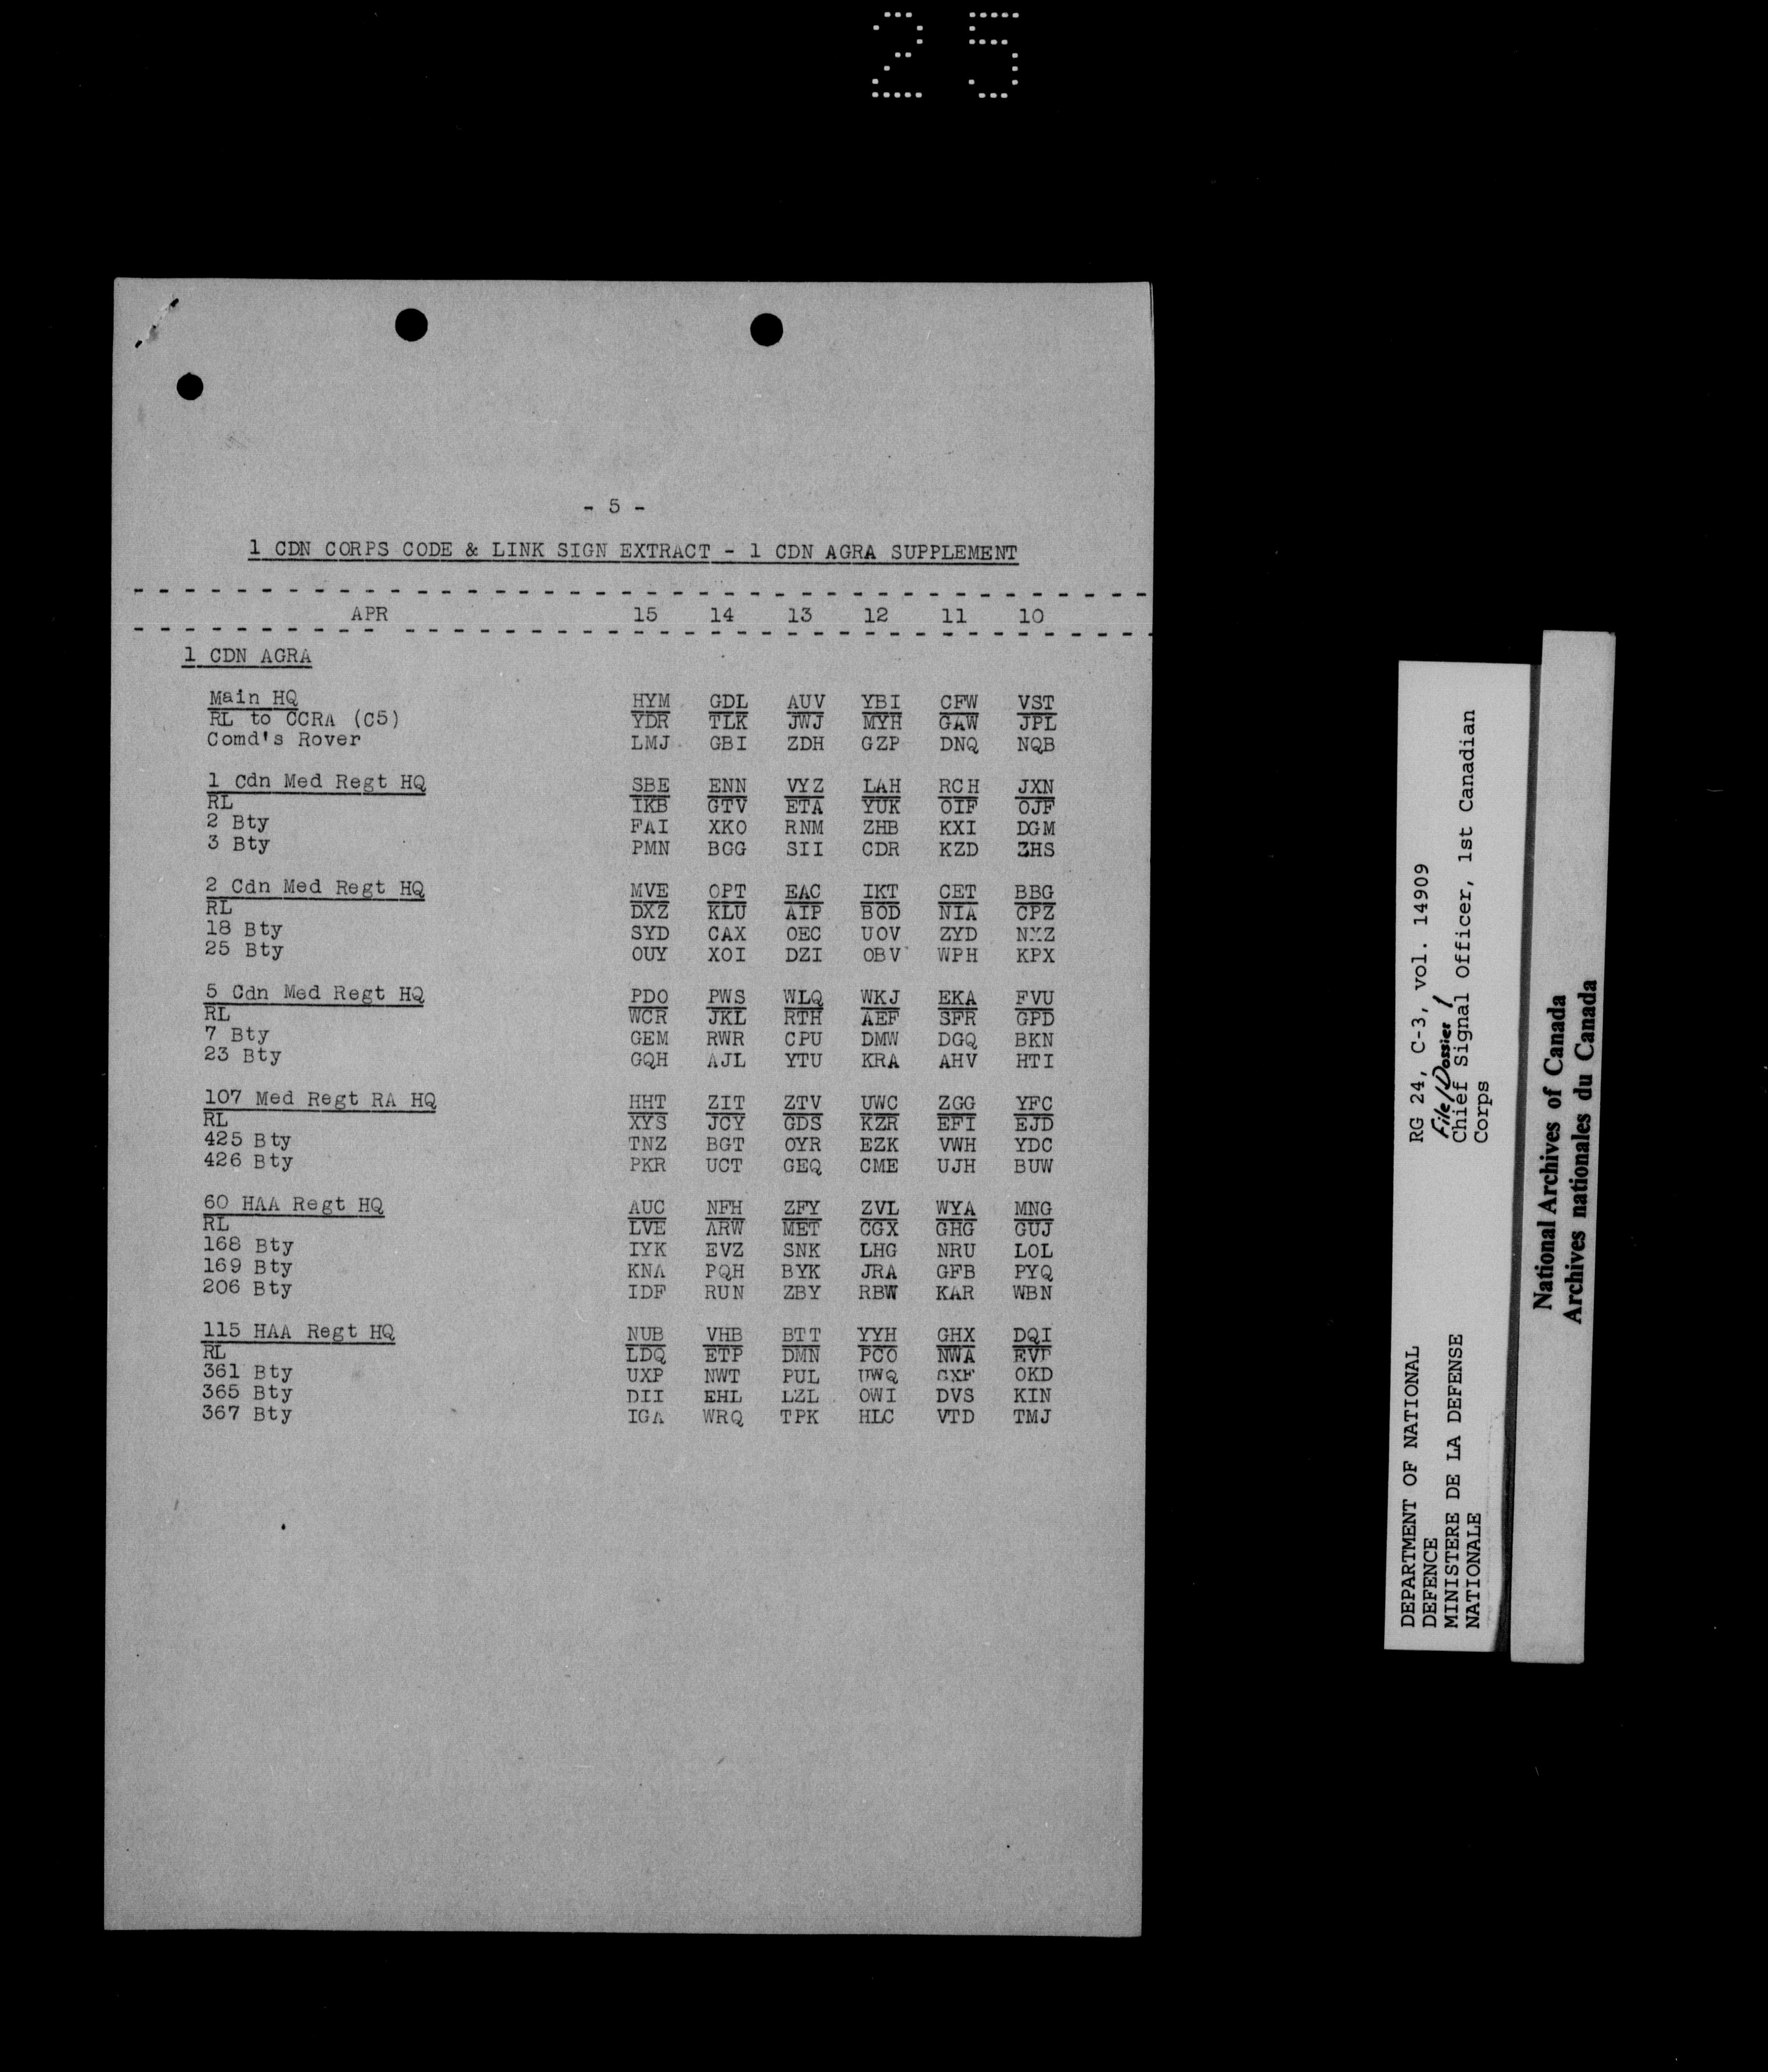 25
- 5 -
1 CDN CORPS CODE & LINK SIGN EXTRACT - 1 CDN AGRA SUPPLEMENT
APR 15 14 13 12 11 10
1 CDN AGRA
Main HQ HYM GDL AUV YBI CFW VST
RL to CCRA (C5) YDR TLK JWJ MYH GAW JPL
Comd's Rover LMJ GBI ZDH GZP DNQ NQB
1 Cdn Med Regt HQ SBE ENN VYZ LAH RCH JXN
RL IKB GTV ETA YUK OIF OJF
2 Bty FAI XKO RNM ZHB KXI DGM
3 Bty PMN BGG SII CDR KZD ZHS
2 Cdn Med Regt HQ MVE OPT EAC IKT CET BBG
RL DXZ KLU AIP BOD NIA CPZ
18 Bty SYD CAX OEC UOV ZYD NXZ
25 Bty OUY XOI DZI OBV WPH KPX
5 Cdn Med Regt HQ PDO PWS WLQ WKJ EKA FVU
RL WCR JKL RTH AEF SFR GPD
7 Bty GEM RWR CPU DMW DGQ BKN
23 Bty GQH AJL YTU KRA AHV HTI
107 Med Regt RA HQ HHT ZIT ZTV UWC ZGG YFC
RL XYS JCY GDS KZR EFI EJD
425 Bty TNZ BGT OYR EZK VWH YDC
426 Bty PKR UCT GEQ CME UJH BUW
60 HAA Regt HQ AUC NFH ZFY ZVL WYA MNG
RL LVE ARW MET CGX GHG GUJ
168 Bty IYK EVZ SNK LHG NRU LOL
169 Bty KNA PQH BYK JRA GFB PYQ
206 Bty IDF RUN ZBY RBW KAR WBN
115 HAA Regt HQ NUB VHB BTT YYH GHX DQI
RL LDQ ETP DMN PCO NWA EVF
361 Bty UXP NWT PUL UWQ GXF OKD
365 Bty DII EHL LZL OWI DVS KIN
367 Bty IGA WRQ TPK HLC VTD TMJ
DEPARTMENT OF NATIONAL
DEFENCE
MINISTERE DE LA DEFENSE
NATIONALE
RG 24, C-3, vol. 14909
File/Dossier 1
Chief Signal Officer, 1st Canadian
Corps
National Archives of Canada
Archives nationales du Canada